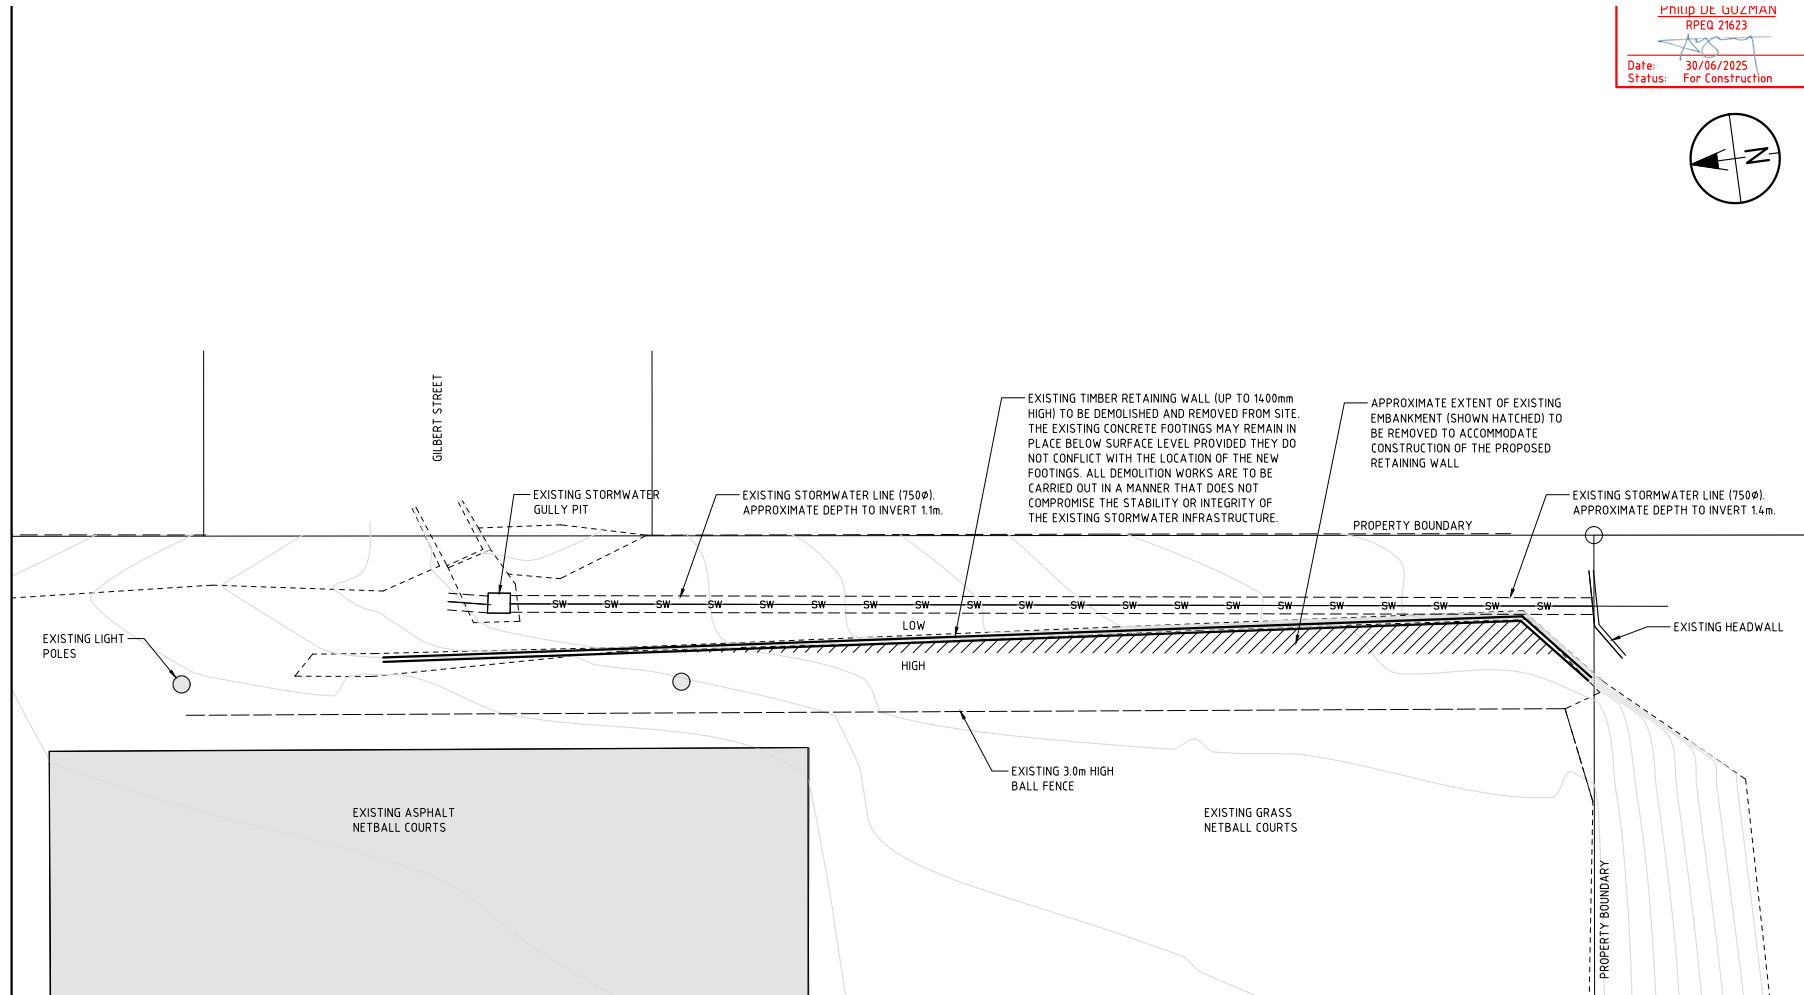 Philip DE GUZMAN
RPEQ 21623
Date: 30/06/2025
Status: For Construction
N
GILBERT STREET
EXISTING TIMBER RETAINING WALL (UP TO 1400mm
HIGH) TO BE DEMOLISHED AND REMOVED FROM SITE.
THE EXISTING CONCRETE FOOTINGS MAY REMAIN IN
PLACE BELOW SURFACE LEVEL PROVIDED THEY DO
NOT CONFLICT WITH THE LOCATION OF THE NEW
FOOTINGS. ALL DEMOLITION WORKS ARE TO BE
CARRIED OUT IN A MANNER THAT DOES NOT
COMPROMISE THE STABILITY OR INTEGRITY OF
THE EXISTING STORMWATER INFRASTRUCTURE.
APPROXIMATE EXTENT OF EXISTING
EMBANKMENT (SHOWN HATCHED) TO
BE REMOVED TO ACCOMMODATE
CONSTRUCTION OF THE PROPOSED
RETAINING WALL
EXISTING STORMWATER
GULLY PIT
EXISTING STORMWATER LINE (750Ø).
APPROXIMATE DEPTH TO INVERT 1.1m.
EXISTING STORMWATER LINE (750Ø).
APPROXIMATE DEPTH TO INVERT 1.4m.
PROPERTY BOUNDARY
SW SW SW SW SW SW SW SW SW SW SW SW SW SW SW SW SW SW SW SW
LOW
EXISTING HEADWALL
EXISTING LIGHT
POLES
HIGH
EXISTING 3.0m HIGH
BALL FENCE
EXISTING ASPHALT
NETBALL COURTS
EXISTING GRASS
NETBALL COURTS
PROPERTY BOUNDARY